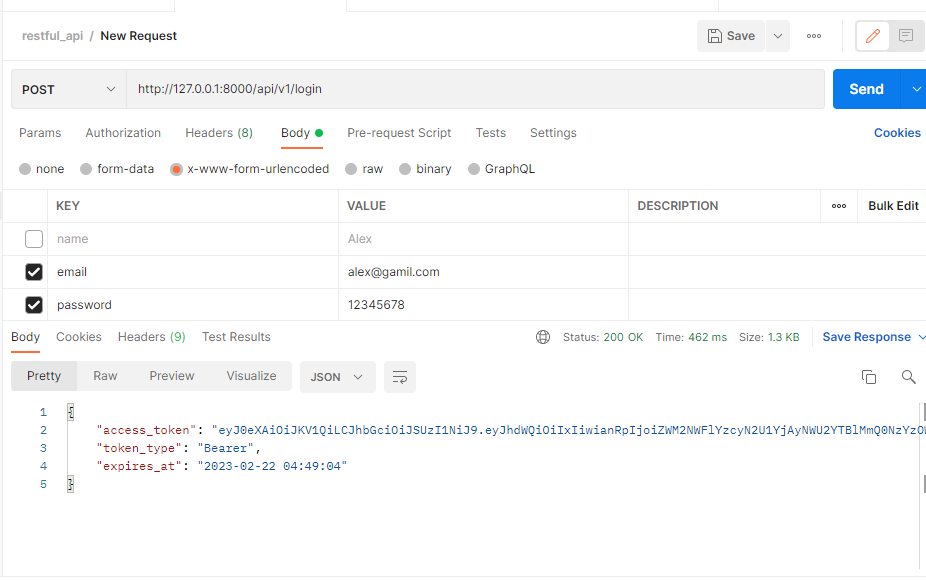 restful_api / New Request Save
POST http://127.0.0.1:8000/api/v1/login Send
Params Authorization Headers (8) Body Pre-request Script Tests Settings Cookies
none form-data x-www-form-urlencoded raw binary GraphQL
KEY VALUE DESCRIPTION Bulk Edit
name Alex
email alex@gamil.com
password 12345678
Body Cookies Headers (9) Test Results Status: 200 OK Time: 462 ms Size: 1.3 KB Save Response
Pretty Raw Preview Visualize JSON
1 {
2 "access_token": "eyJ0eXAiOiJKV1QiLCJhbGciOiJSUzI1NiJ9.eyJhdWQiOiIxIiwianRpIjoiZWM2NWFlYzcyN2U1YjAyNWU2YTBlMmQ0NzYzOW
3 "token_type": "Bearer",
4 "expires_at": "2023-02-22 04:49:04"
5 }